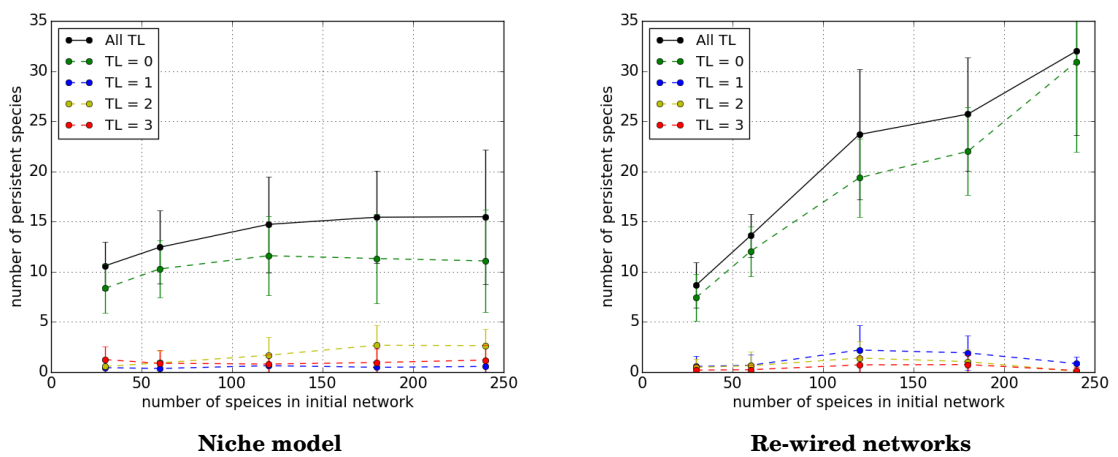 35
30
25
20
15
10
5
0
number of persistent species
All TL
TL = 0
TL = 1
TL = 2
TL = 3
0 50 100 150 200 250
number of speices in initial network
Niche model
35
30
25
20
15
10
5
0
number of persistent species
All TL
TL = 0
TL = 1
TL = 2
TL = 3
0 50 100 150 200 250
number of speices in initial network
Re-wired networks